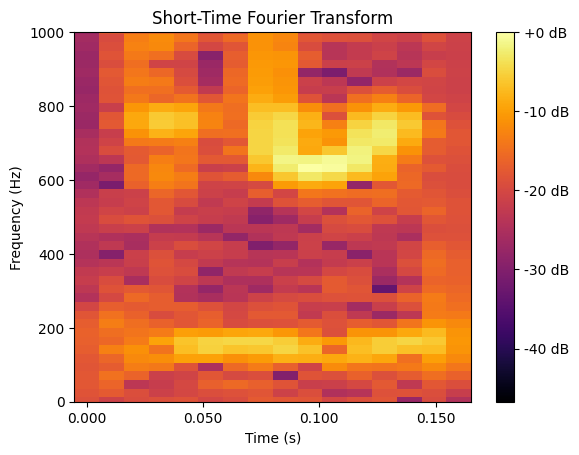 Short-Time Fourier Transform
1000
800
600
400
200
0
Frequency (Hz)
0.000
0.050
0.100
0.150
Time (s)
+0 dB
-10 dB
-20 dB
-30 dB
-40 dB